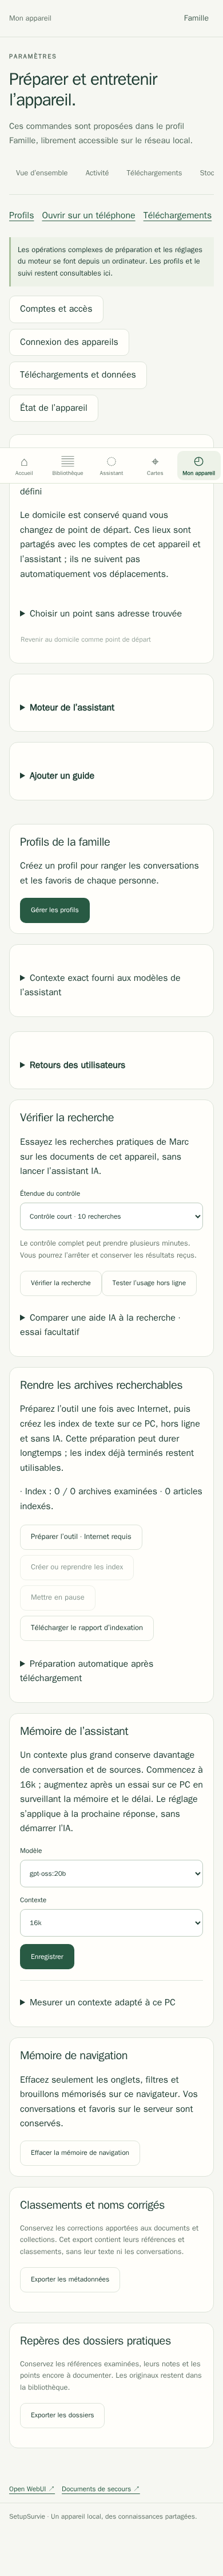 Mon appareil
Famille
PARAMÈTRES
Préparer et entretenir
l'appareil.
Ces commandes sont proposées dans le profil
Famille, librement accessible sur le réseau local.
Vue d'ensemble Activité Téléchargements Stoc
Profils Ouvrir sur un téléphone Téléchargements
Les opérations complexes de préparation et les réglages
du moteur se font depuis un ordinateur. Les profils et le
suivi restent consultables ici.
Comptes et accès
Connexion des appareils
Téléchargements et données
État de l'appareil
Accueil Bibliothèque Assistant Cartes Mon appareil
défini
Le domicile est conservé quand vous
changez de point de départ. Ces lieux sont
partagés avec les comptes de cet appareil et
l'assistant ; ils ne suivent pas
automatiquement vos déplacements.
Choisir un point sans adresse trouvée
Revenir au domicile comme point de départ
Moteur de l'assistant
Ajouter un guide
Profils de la famille
Créez un profil pour ranger les conversations
et les favoris de chaque personne.
Gérer les profils
Contexte exact fourni aux modèles de
l'assistant
Retours des utilisateurs
Vérifier la recherche
Essayez les recherches pratiques de Marc
sur les documents de cet appareil, sans
lancer l'assistant IA.
Étendue du contrôle
Contrôle court · 10 recherches
Le contrôle complet peut prendre plusieurs minutes.
Vous pourrez l'arrêter et conserver les résultats reçus.
Vérifier la recherche Tester l'usage hors ligne
Comparer une aide IA à la recherche ·
essai facultatif
Rendre les archives recherchables
Préparez l'outil une fois avec Internet, puis
créez les index de texte sur ce PC, hors ligne
et sans IA. Cette préparation peut durer
longtemps ; les index déjà terminés restent
utilisables.
· Index : 0 / 0 archives examinées · 0 articles
indexés.
Préparer l'outil · Internet requis
Créer ou reprendre les index
Mettre en pause
Télécharger le rapport d'indexation
Préparation automatique après
téléchargement
Mémoire de l'assistant
Un contexte plus grand conserve davantage
de conversation et de sources. Commencez à
16k ; augmentez après un essai sur ce PC en
surveillant la mémoire et le délai. Le réglage
s'applique à la prochaine réponse, sans
démarrer l'IA.
Modèle
gpt-oss:20b
Contexte
16k
Enregistrer
Mesurer un contexte adapté à ce PC
Mémoire de navigation
Effacez seulement les onglets, filtres et
brouillons mémorisés sur ce navigateur. Vos
conversations et favoris sur le serveur sont
conservés.
Effacer la mémoire de navigation
Classements et noms corrigés
Conservez les corrections apportées aux documents et
collections. Cet export contient leurs références et
classements, sans leur texte ni les conversations.
Exporter les métadonnées
Repères des dossiers pratiques
Conservez les références examinées, leurs notes et les
points encore à documenter. Les originaux restent dans
la bibliothèque.
Exporter les dossiers
Open WebUI ↗ Documents de secours ↗
SetupSurvie · Un appareil local, des connaissances partagées.